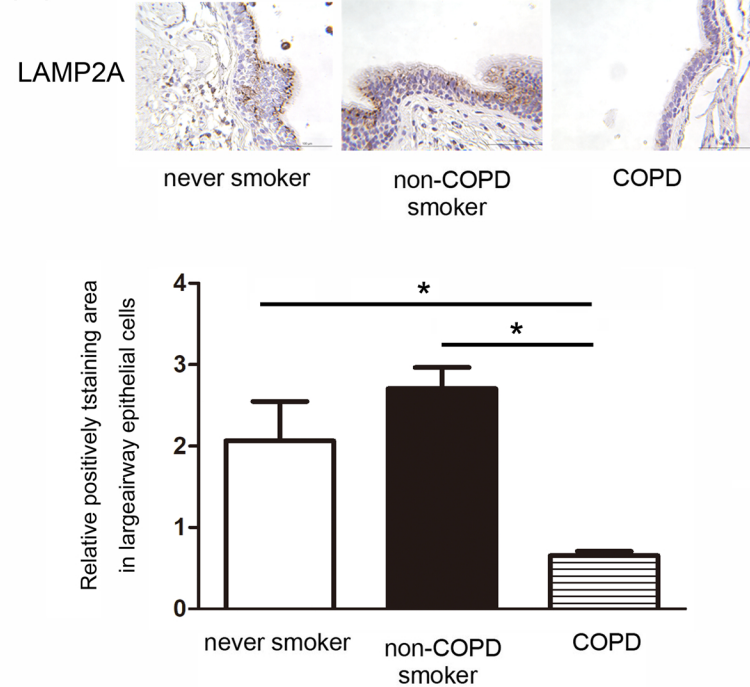 LAMP2A
never smoker
non-COPD
smoker
COPD
Relative positively tstaining area
in largeairway epithelial cells
4
3
2
1
0
*
*
never smoker
non-COPD
smoker
COPD